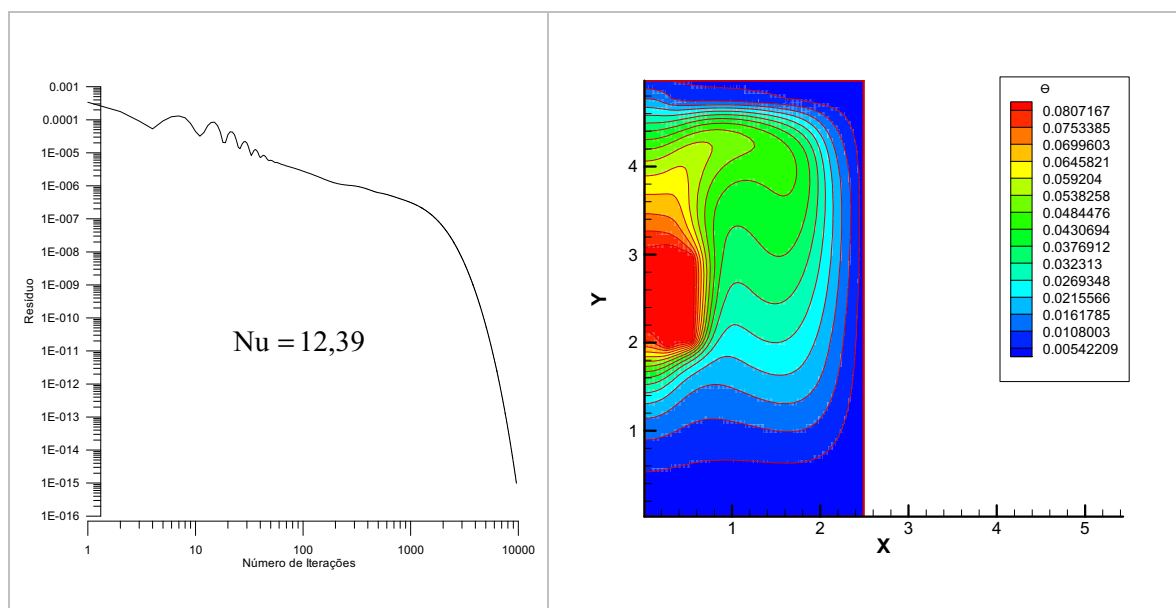 0.001
0.0001
1E-005
1E-006
1E-007
1E-008
1E-009
1E-010
1E-011
1E-012
1E-013
1E-014
1E-015
1E-016
Resíduo
Nu = 12,39
1
10
100
1000
10000
Número de Iterações
Y
4
3
2
1
1
2
3
4
5
X
Θ
0.0807167
0.0753385
0.0699603
0.0645821
0.059204
0.0538258
0.0484476
0.0430694
0.0376912
0.032313
0.0269348
0.0215566
0.0161785
0.0108003
0.00542209